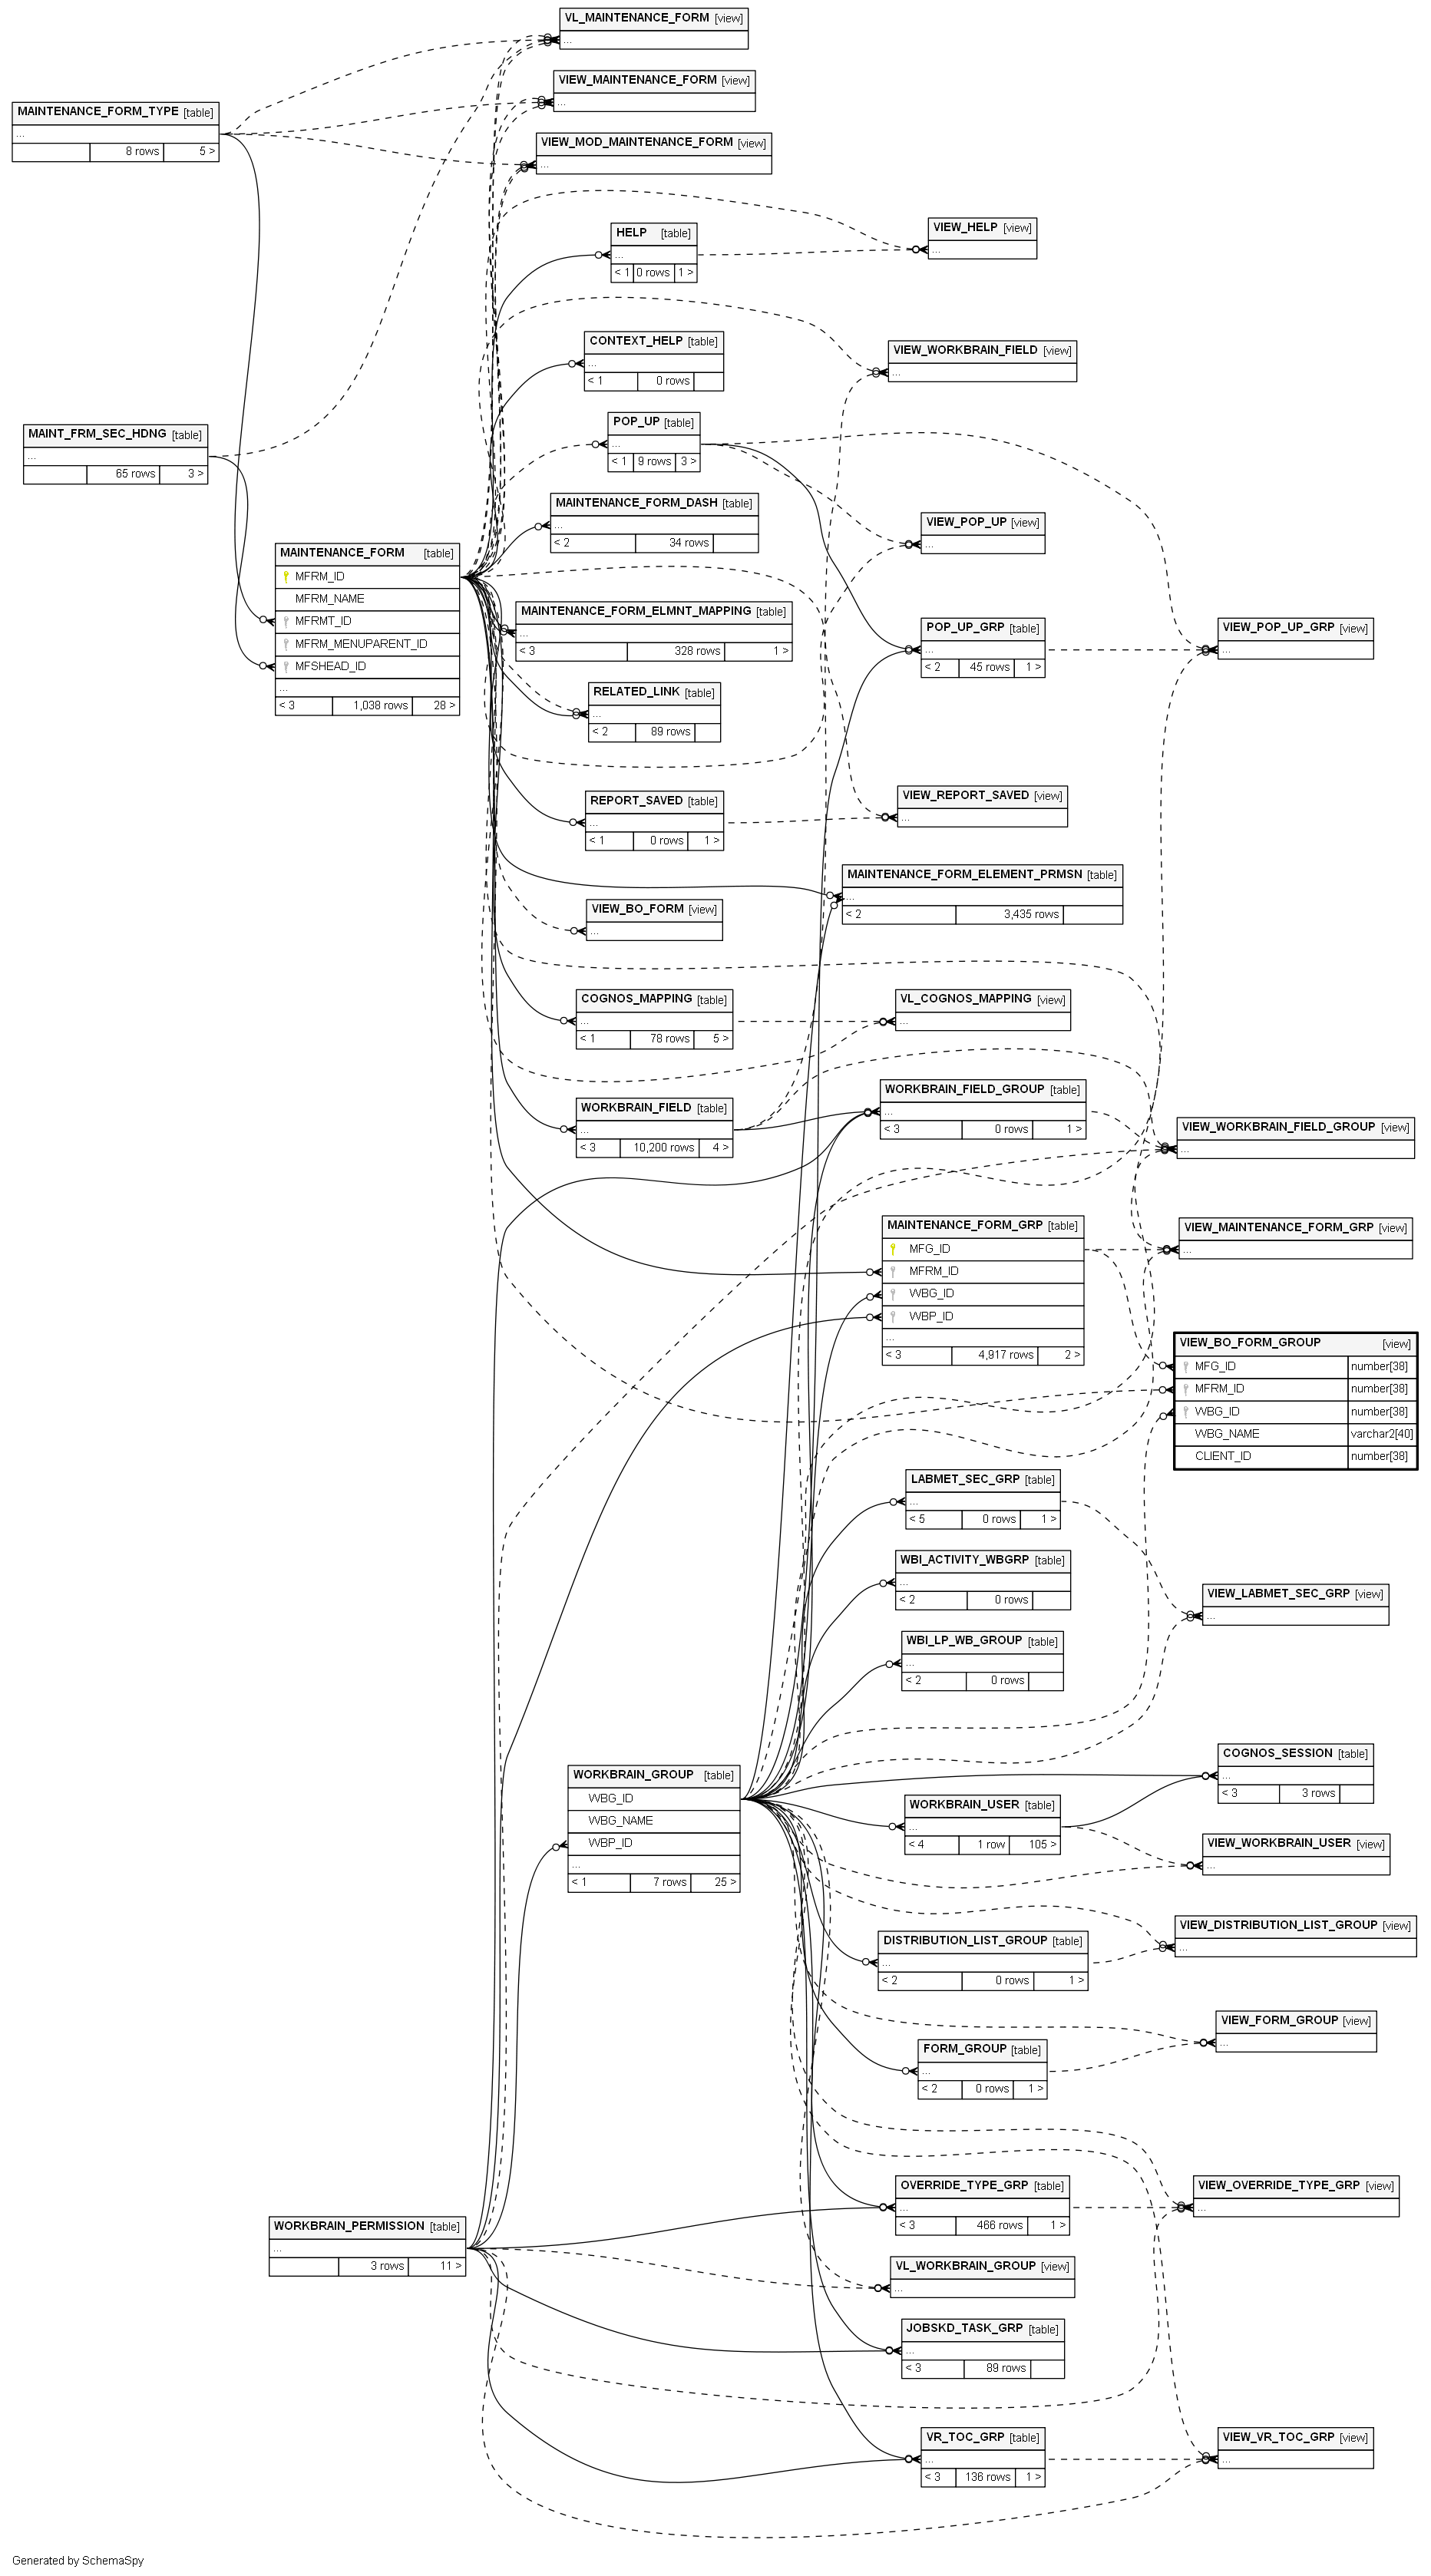 VL_MAINTENANCE_FORM [view]
...
VIEW_MAINTENANCE_FORM [view]
...
MAINTENANCE_FORM_TYPE [table]
...
8 rows 5 >
VIEW_MOD_MAINTENANCE_FORM [view]
...
HELP [table]
...
< 1 0 rows 1 >
VIEW_HELP [view]
...
CONTEXT_HELP [table]
...
< 1 0 rows
VIEW_WORKBRAIN_FIELD [view]
...
POP_UP [table]
...
< 1 9 rows 3 >
MAINT_FRM_SEC_HDNG [table]
...
65 rows 3 >
MAINTENANCE_FORM_DASH [table]
...
< 2 34 rows
VIEW_POP_UP [view]
...
MAINTENANCE_FORM [table]
MFRM_ID
MFRM_NAME
MFRMT_ID
MFRM_MENUPARENT_ID
MFSHEAD_ID
...
< 3 1,038 rows 28 >
MAINTENANCE_FORM_ELMNT_MAPPING [table]
...
< 3 328 rows 1 >
POP_UP_GRP [table]
...
< 2 45 rows 1 >
VIEW_POP_UP_GRP [view]
...
RELATED_LINK [table]
...
< 2 89 rows
REPORT_SAVED [table]
...
< 1 0 rows 1 >
VIEW_REPORT_SAVED [view]
...
MAINTENANCE_FORM_ELEMENT_PRMSN [table]
...
< 2 3,435 rows
VIEW_BO_FORM [view]
...
COGNOS_MAPPING [table]
...
< 1 78 rows 5 >
VL_COGNOS_MAPPING [view]
...
WORKBRAIN_FIELD [table]
...
< 3 10,200 rows 4 >
WORKBRAIN_FIELD_GROUP [table]
...
< 3 0 rows 1 >
VIEW_WORKBRAIN_FIELD_GROUP [view]
...
MAINTENANCE_FORM_GRP [table]
MFG_ID
MFRM_ID
WBG_ID
WBP_ID
...
< 3 4,917 rows 2 >
VIEW_MAINTENANCE_FORM_GRP [view]
...
VIEW_BO_FORM_GROUP [view]
MFG_ID number[38]
MFRM_ID number[38]
WBG_ID number[38]
WBG_NAME varchar2[40]
CLIENT_ID number[38]
LABMET_SEC_GRP [table]
...
< 5 0 rows 1 >
WBI_ACTIVITY_WBGRP [table]
...
< 2 0 rows
VIEW_LABMET_SEC_GRP [view]
...
WBI_LP_WB_GROUP [table]
...
< 2 0 rows
COGNOS_SESSION [table]
...
< 3 3 rows
WORKBRAIN_GROUP [table]
WBG_ID
WBG_NAME
WBP_ID
...
< 1 7 rows 25 >
WORKBRAIN_USER [table]
...
< 4 1 row 105 >
VIEW_WORKBRAIN_USER [view]
...
VIEW_DISTRIBUTION_LIST_GROUP [view]
...
DISTRIBUTION_LIST_GROUP [table]
...
< 2 0 rows 1 >
VIEW_FORM_GROUP [view]
...
FORM_GROUP [table]
...
< 2 0 rows 1 >
OVERRIDE_TYPE_GRP [table]
...
< 3 466 rows 1 >
VIEW_OVERRIDE_TYPE_GRP [view]
...
WORKBRAIN_PERMISSION [table]
...
3 rows 11 >
VL_WORKBRAIN_GROUP [view]
...
JOBSKD_TASK_GRP [table]
...
< 3 89 rows
VR_TOC_GRP [table]
...
< 3 136 rows 1 >
VIEW_VR_TOC_GRP [view]
...
Generated by SchemaSpy